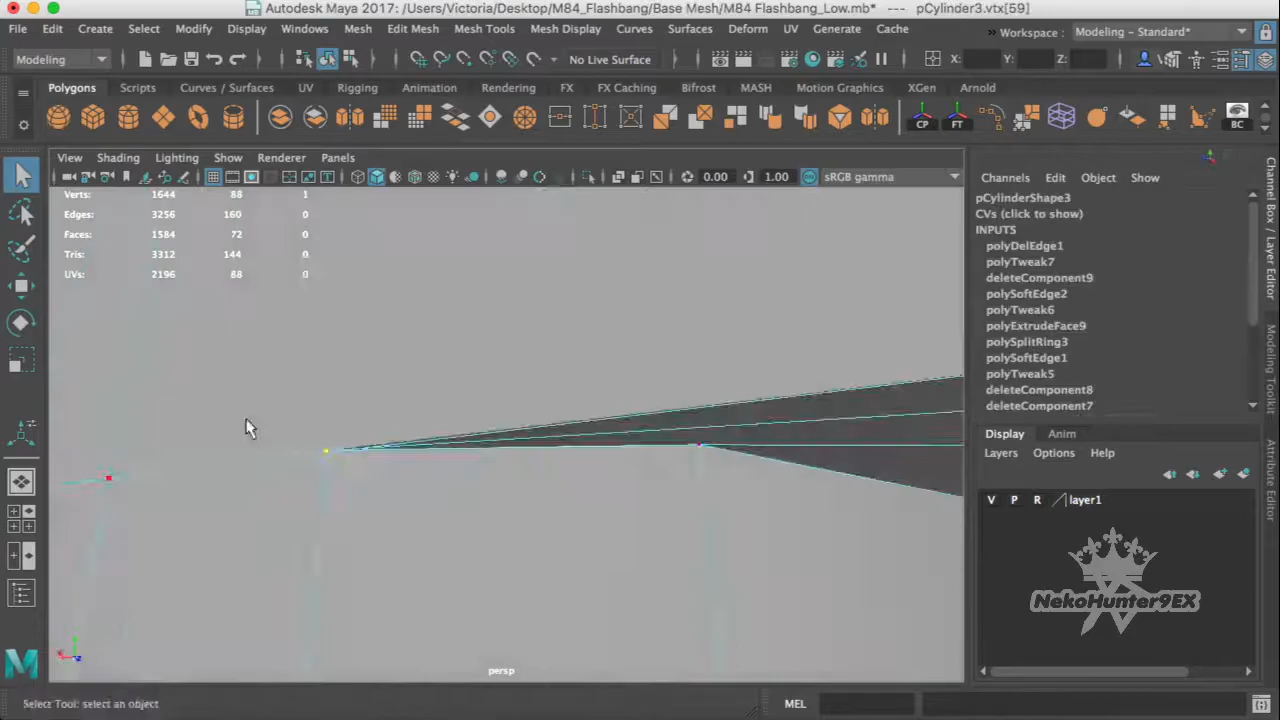 Autodesk Maya 2017: /Users/Victoria/Desktop/M84_Flashbang/Base Mesh/M84 Flashbang_Low.mb* --- pCylinder3.vtx[59]
File Edit Create Select Modify Display Windows Mesh Edit Mesh Mesh Tools Mesh Display Curves Surfaces Deform UV Generate Cache » Workspace : Modeling - Standard*
Modeling No Live Surface X: Y: Z:
Polygons Scripts Curves / Surfaces UV Rigging Animation Rendering FX FX Caching Bifrost MASH Motion Graphics XGen Arnold
CP FT BC
View Shading Lighting Show Renderer Panels
0.00 1.00 sRGB gamma
Verts: 1644 88 1
Edges: 3256 160 0
Faces: 1584 72 0
Tris: 3312 144 0
UVs: 2196 88 0
persp
Channels Edit Object Show
pCylinderShape3
CVs (click to show)
INPUTS
polyDelEdge1
polyTweak7
deleteComponent9
polySoftEdge2
polyTweak6
polyExtrudeFace9
polySplitRing3
polySoftEdge1
polyTweak5
deleteComponent8
deleteComponent7
Display Anim
Layers Options Help
V P R layer1
NekoHunter9EX
Channel Box / Layer Editor
Modeling Toolkit
Attribute Editor
Select Tool: select an object
MEL